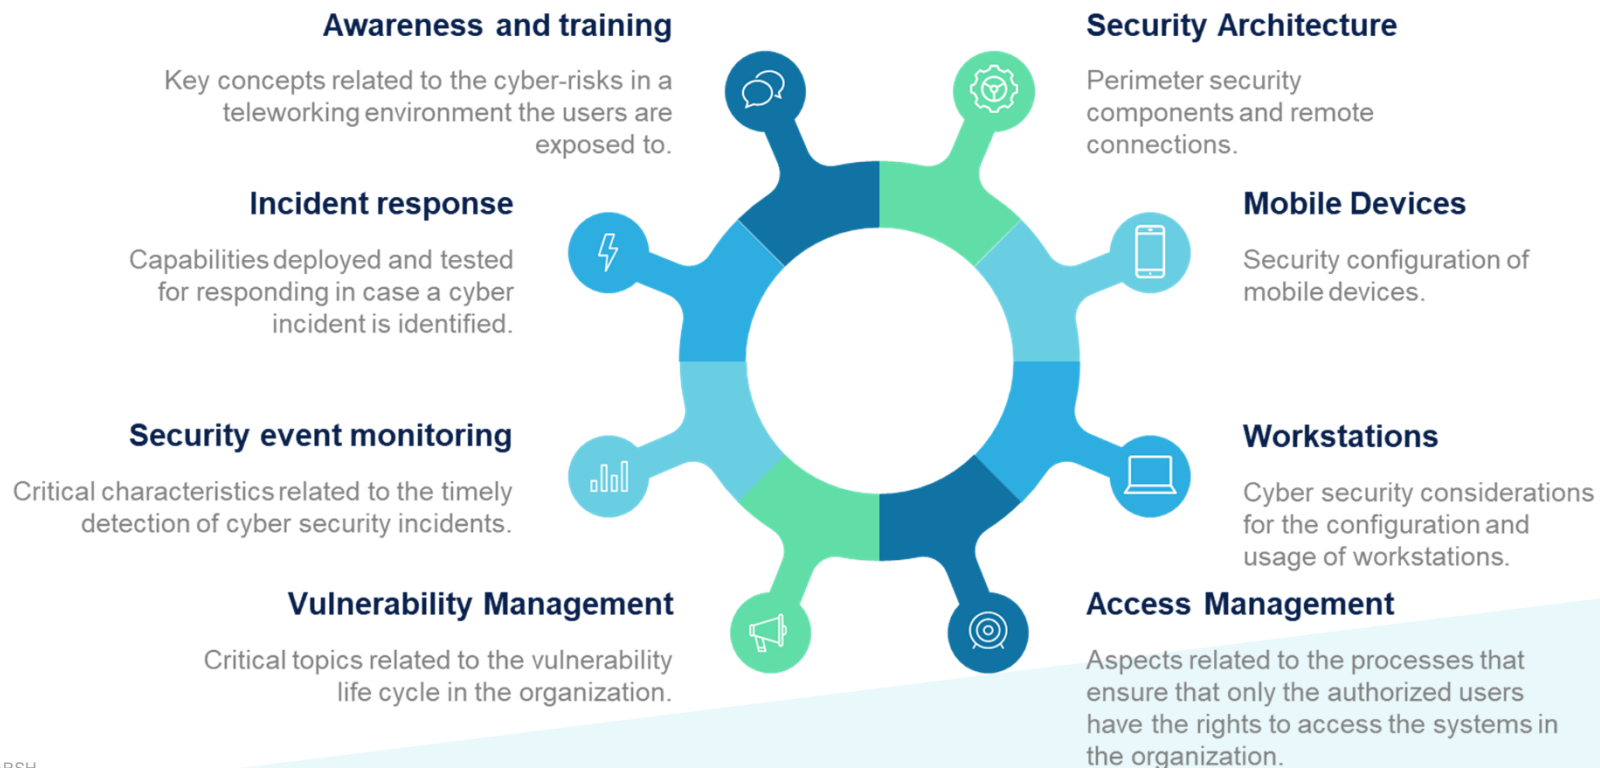 Awareness and training
Key concepts related to the cyber-risks in a
teleworking environment the users are
exposed to.
Security Architecture
Perimeter security
components and remote
connections.
Incident response
Capabilities deployed and tested
for responding in case a cyber
incident is identified.
Mobile Devices
Security configuration of
mobile devices.
Security event monitoring
Critical characteristics related to the timely
detection of cyber security incidents.
Workstations
Cyber security considerations
for the configuration and
usage of workstations.
Vulnerability Management
Critical topics related to the vulnerability
life cycle in the organization.
Access Management
Aspects related to the processes that
ensure that only the authorized users
have the rights to access the systems in
the organization.